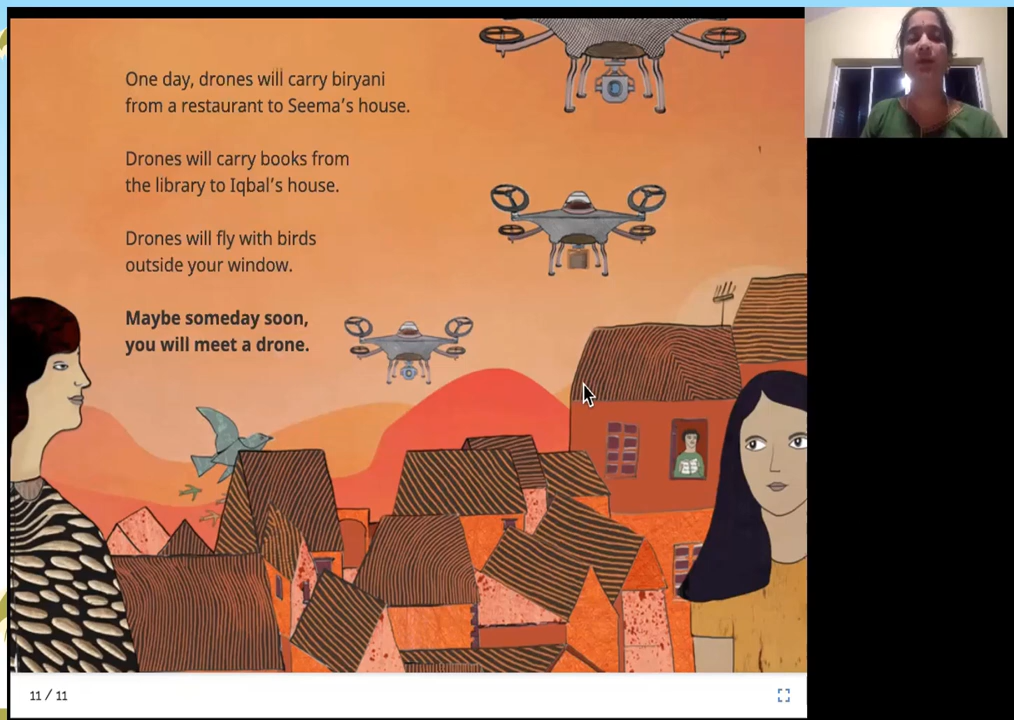 One day, drones will carry biryani
from a restaurant to Seema's house.
Drones will carry books from
the library to Iqbal's house.
Drones will fly with birds
outside your window.
Maybe someday soon,
you will meet a drone.
11 / 11